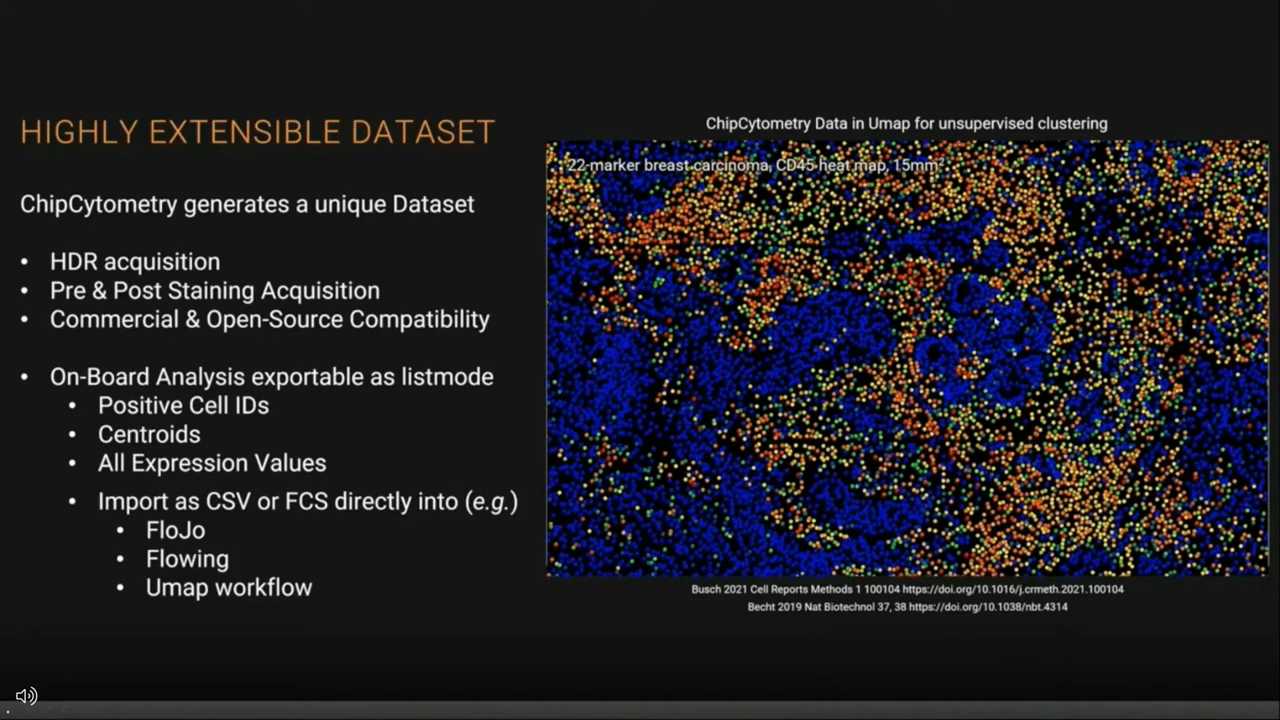 HIGHLY EXTENSIBLE DATASET
ChipCytometry generates a unique Dataset
• HDR acquisition
• Pre & Post Staining Acquisition
• Commercial & Open-Source Compatibility
• On-Board Analysis exportable as listmode
• Positive Cell IDs
• Centroids
• All Expression Values
• Import as CSV or FCS directly into (e.g.)
• FloJo
• Flowing
• Umap workflow
ChipCytometry Data in Umap for unsupervised clustering
22-marker breast carcinoma, CD45 heat map, 15mm²
Busch 2021 Cell Reports Methods 1 100104 https://doi.org/10.1016/j.crmeth.2021.100104
Becht 2019 Nat Biotechnol 37, 38 https://doi.org/10.1038/nbt.4314